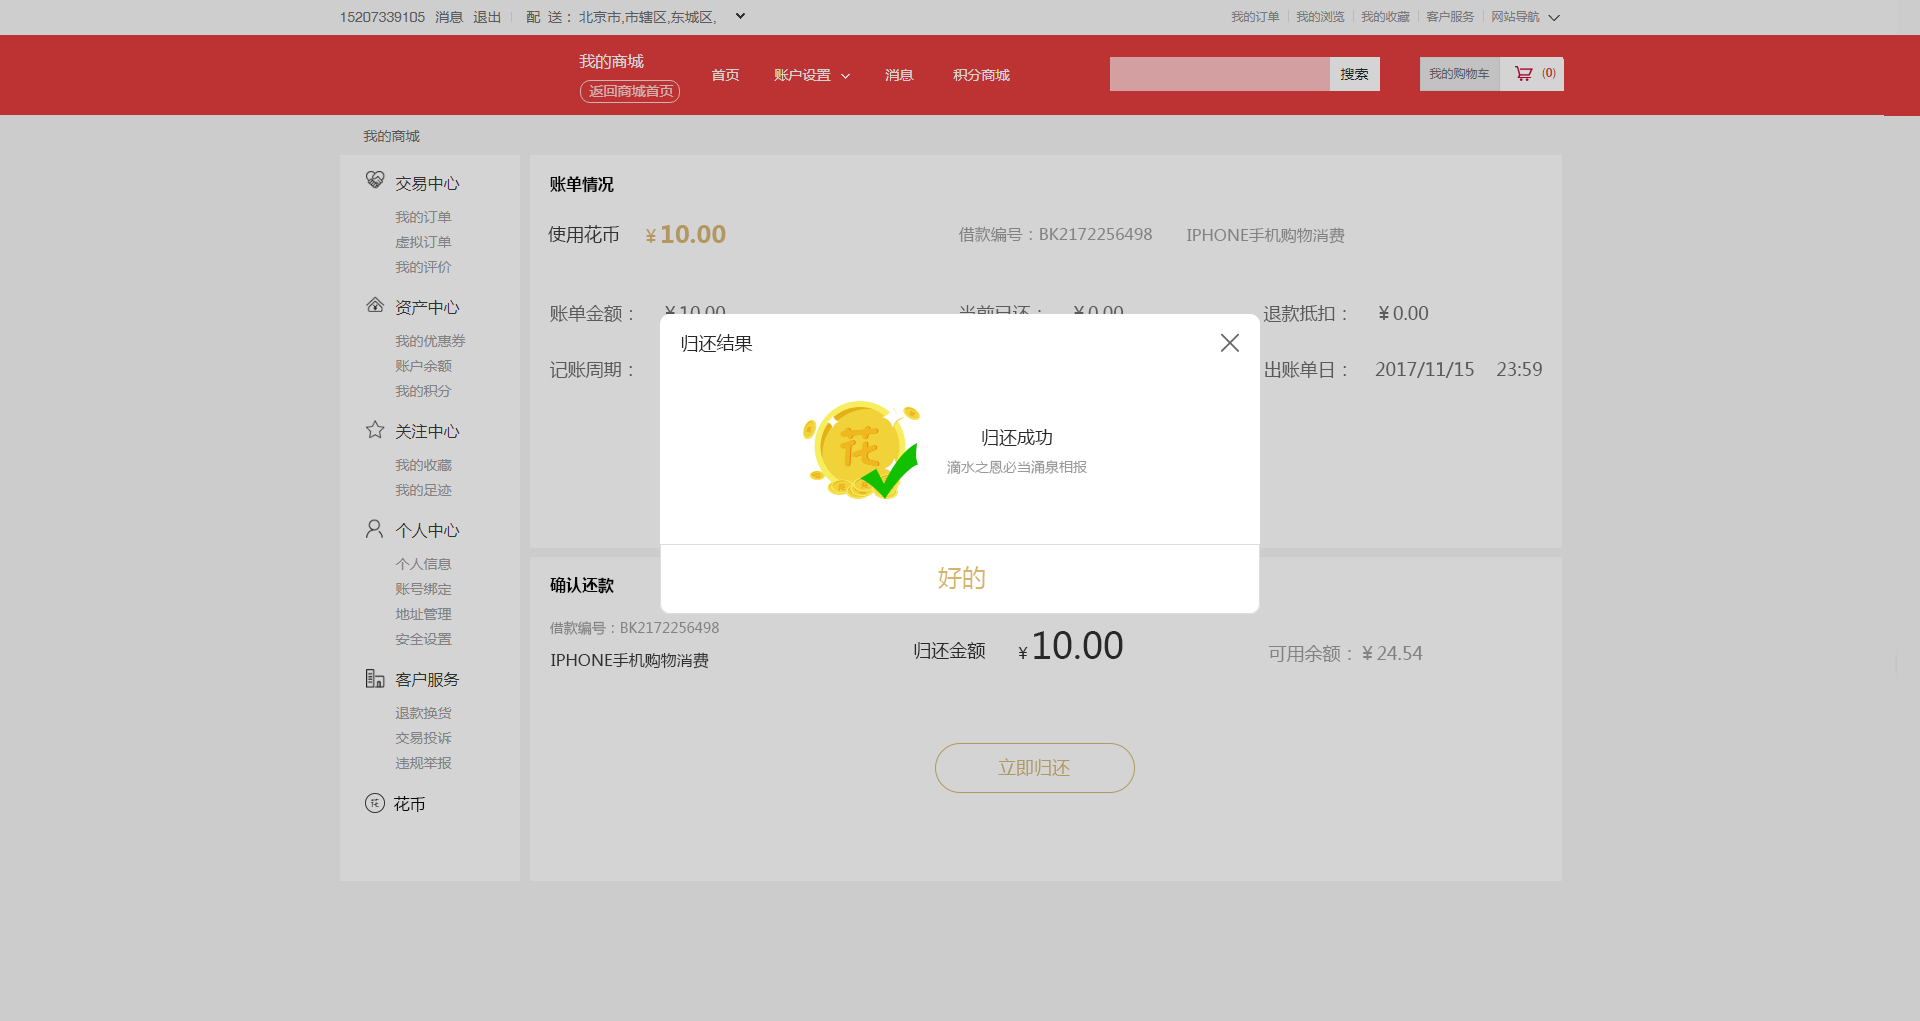 15207339105 消息 退出 配 送： 北京市,市辖区,东城区,
我的订单 我的浏览 我的收藏 客户服务 网站导航
我的商城
返回商城首页
首页 账户设置 消息 积分商城
搜索
我的购物车 (0)
我的商城
交易中心
我的订单
虚拟订单
我的评价
资产中心
我的优惠券
账户余额
我的积分
关注中心
我的收藏
我的足迹
个人中心
个人信息
账号绑定
地址管理
安全设置
客户服务
退款换货
交易投诉
违规举报
花 花币
账单情况
使用花币 ¥10.00 借款编号：BK2172256498 IPHONE手机购物消费
账单金额： ¥10.00 当前已还： ¥0.00 退款抵扣： ¥0.00
记账周期： 出账单日： 2017/11/15 23:59
归还结果
花
归还成功
滴水之恩必当涌泉相报
好的
确认还款
借款编号：BK2172256498
IPHONE手机购物消费
归还金额 ¥10.00
可用余额：¥24.54
立即归还